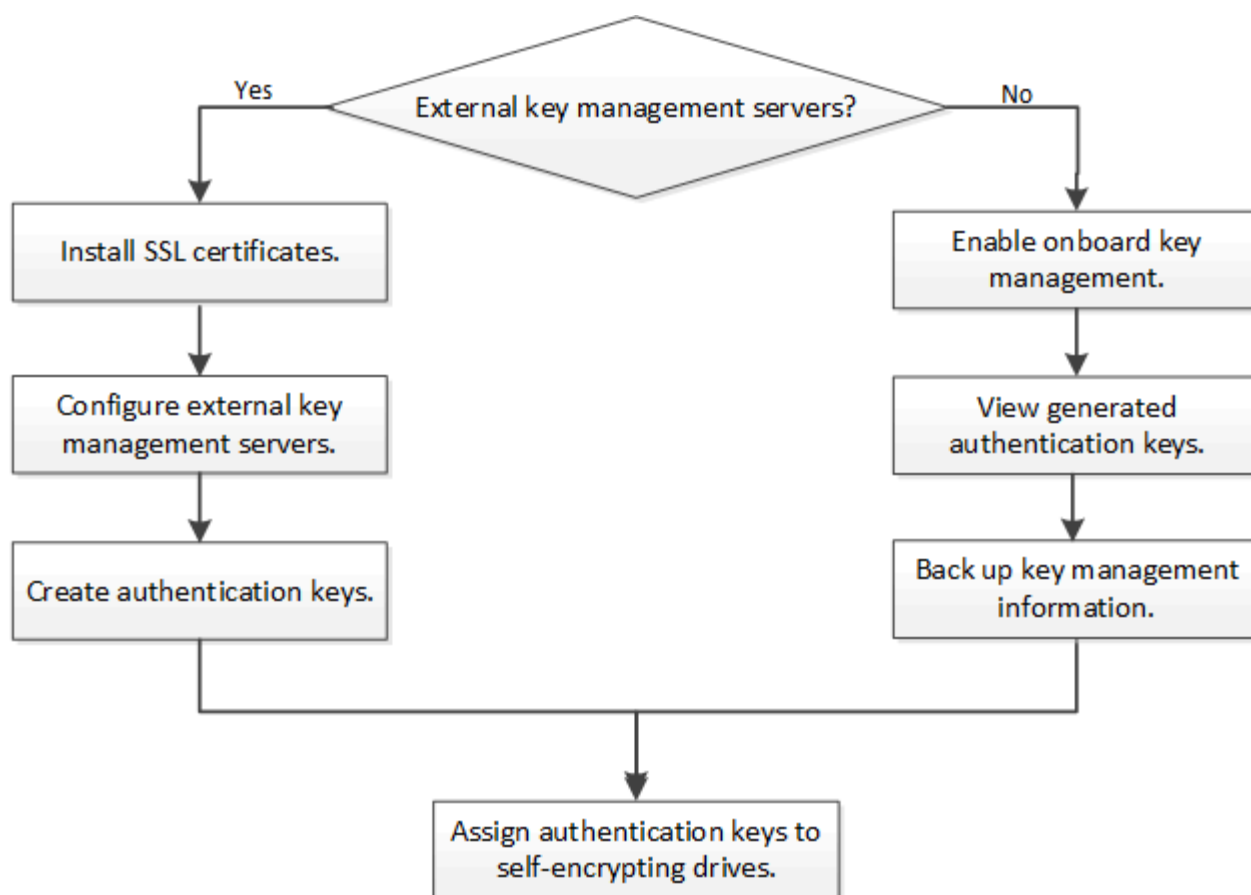 External key management servers?
Yes
No
Install SSL certificates.
Configure external key
management servers.
Create authentication keys.
Enable onboard key
management.
View generated
authentication keys.
Back up key management
information.
Assign authentication keys to
self-encrypting drives.